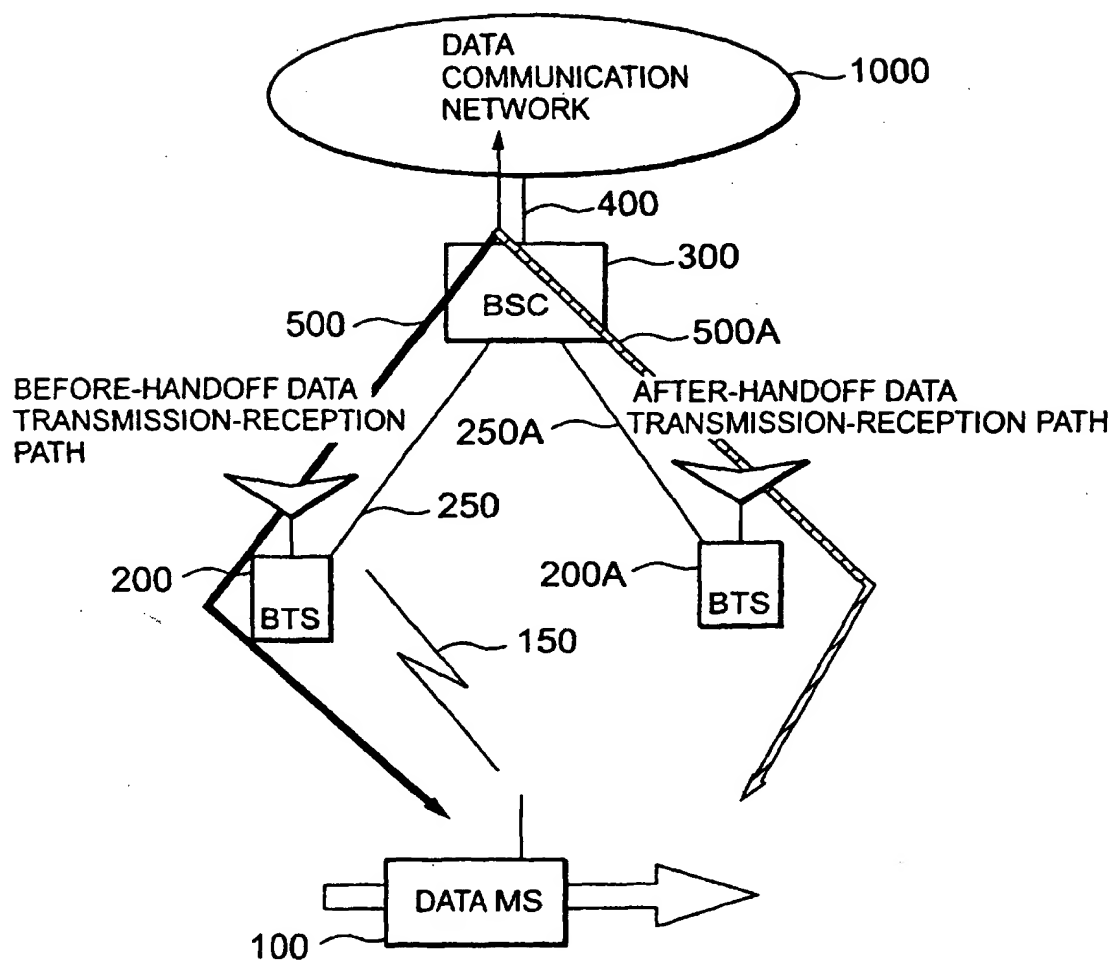 DATA
COMMUNICATION
NETWORK
1000
400
300
BSC
500
500A
BEFORE-HANDOFF DATA
TRANSMISSION-RECEPTION
PATH
AFTER-HANDOFF DATA
TRANSMISSION-RECEPTION PATH
250A
250
200
BTS
200A
BTS
150
DATA MS
100